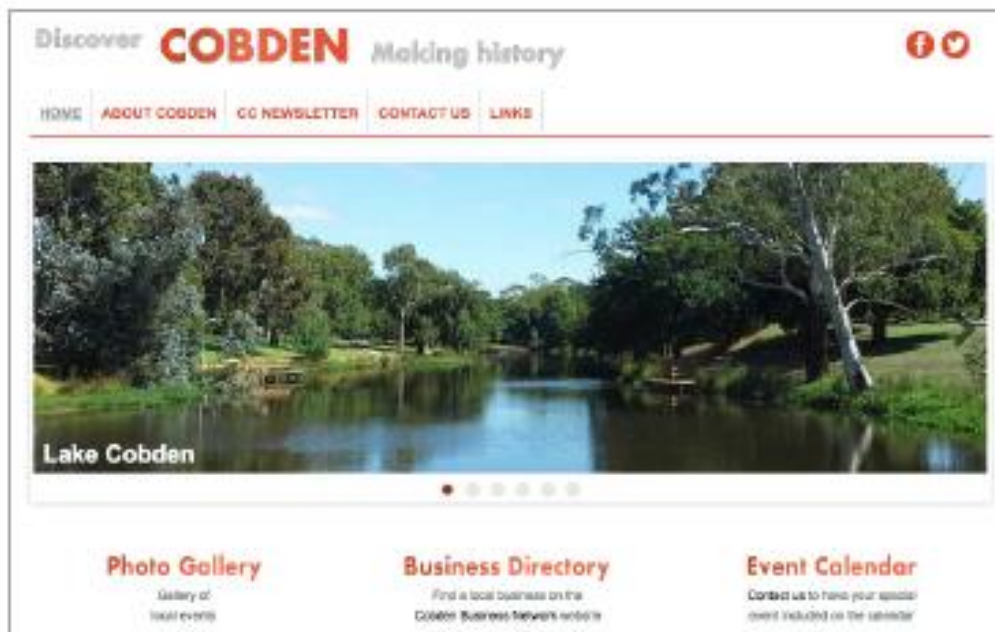 Discover COBDEN Making history
HOME ABOUT COBDEN CC NEWSLETTER CONTACT US LINKS
Lake Cobden
Photo Gallery Business Directory Event Calendar
Gallery of Find a local business on the Contact us to have your special
local events Cobden Business Network website event included on the calendar